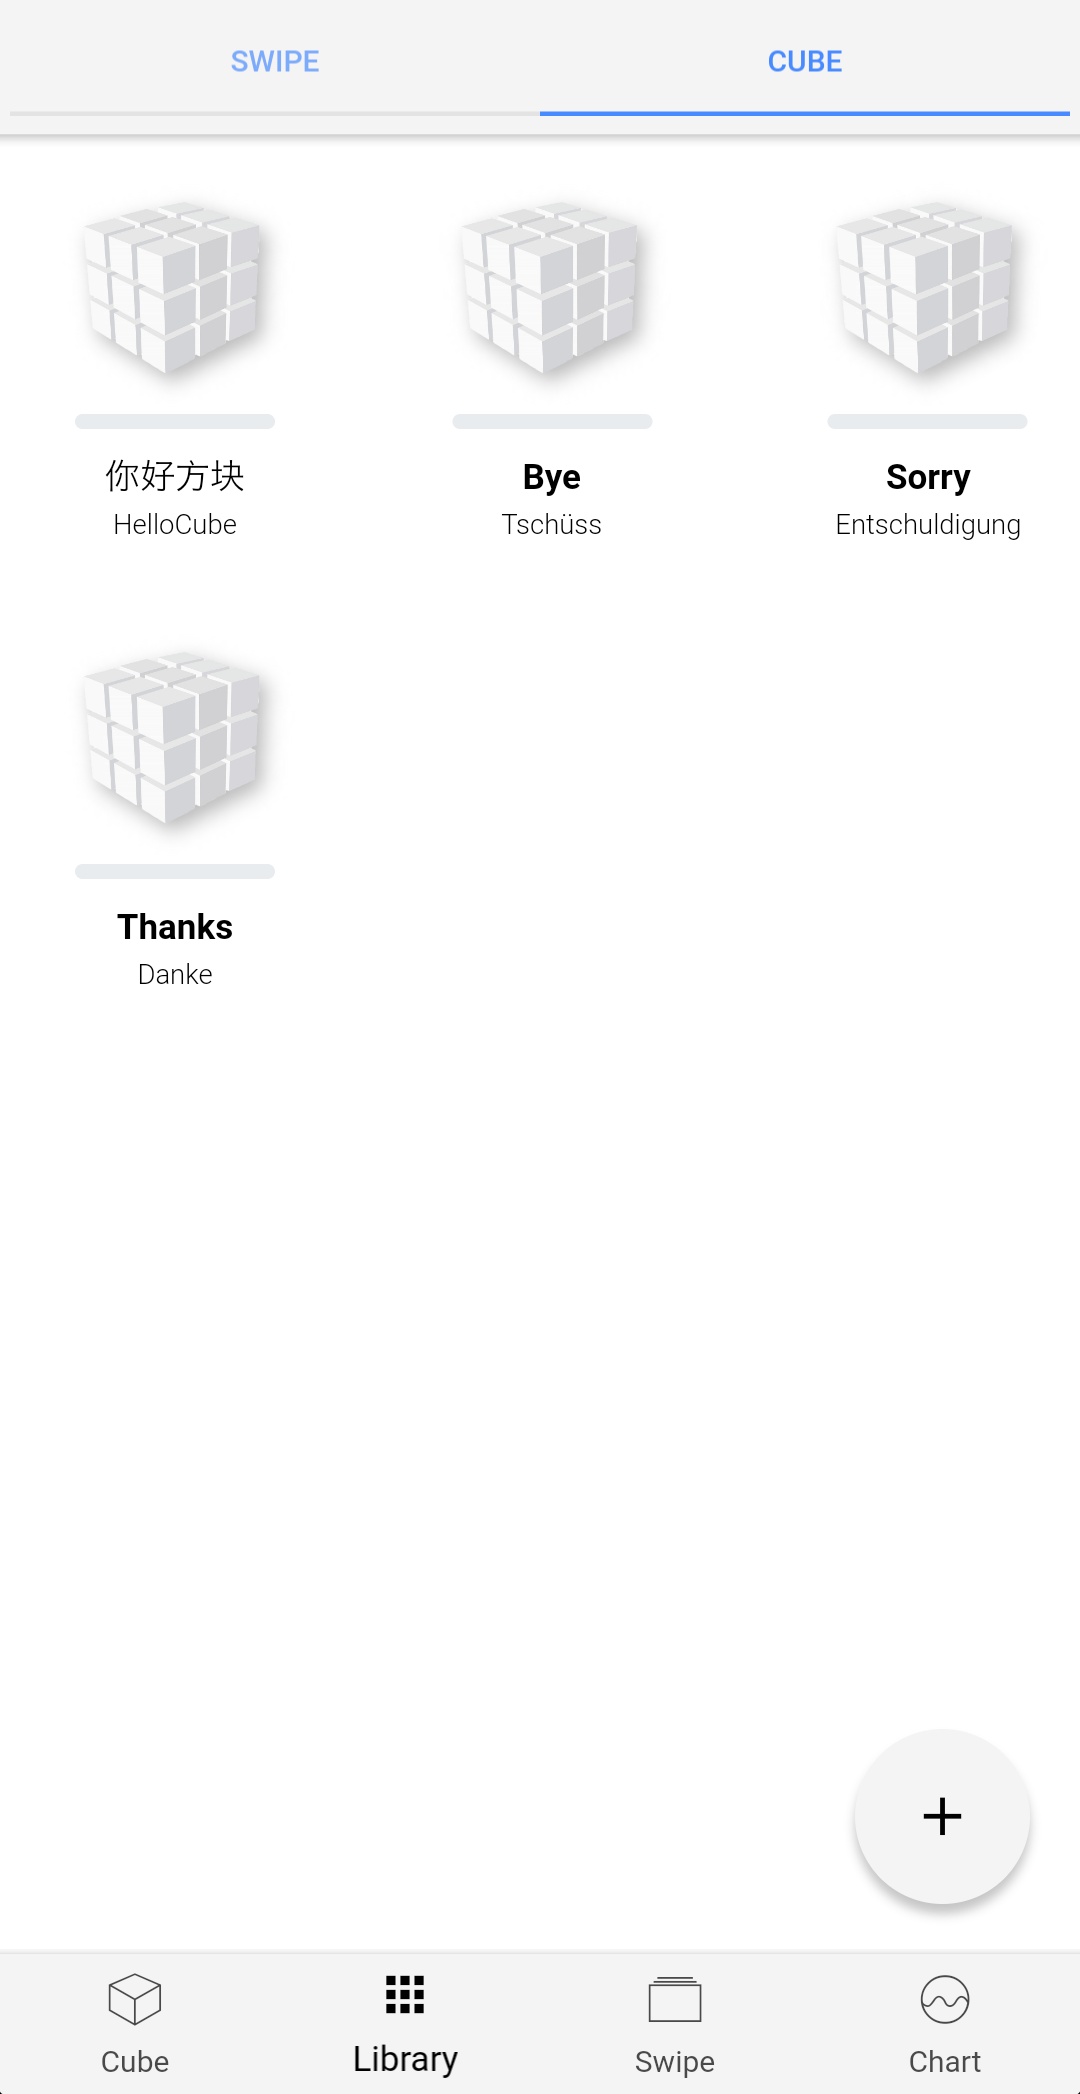 SWIPE
CUBE
你好方块
HelloCube
Bye
Tschüss
Sorry
Entschuldigung
Thanks
Danke
+
Cube
Library
Swipe
Chart